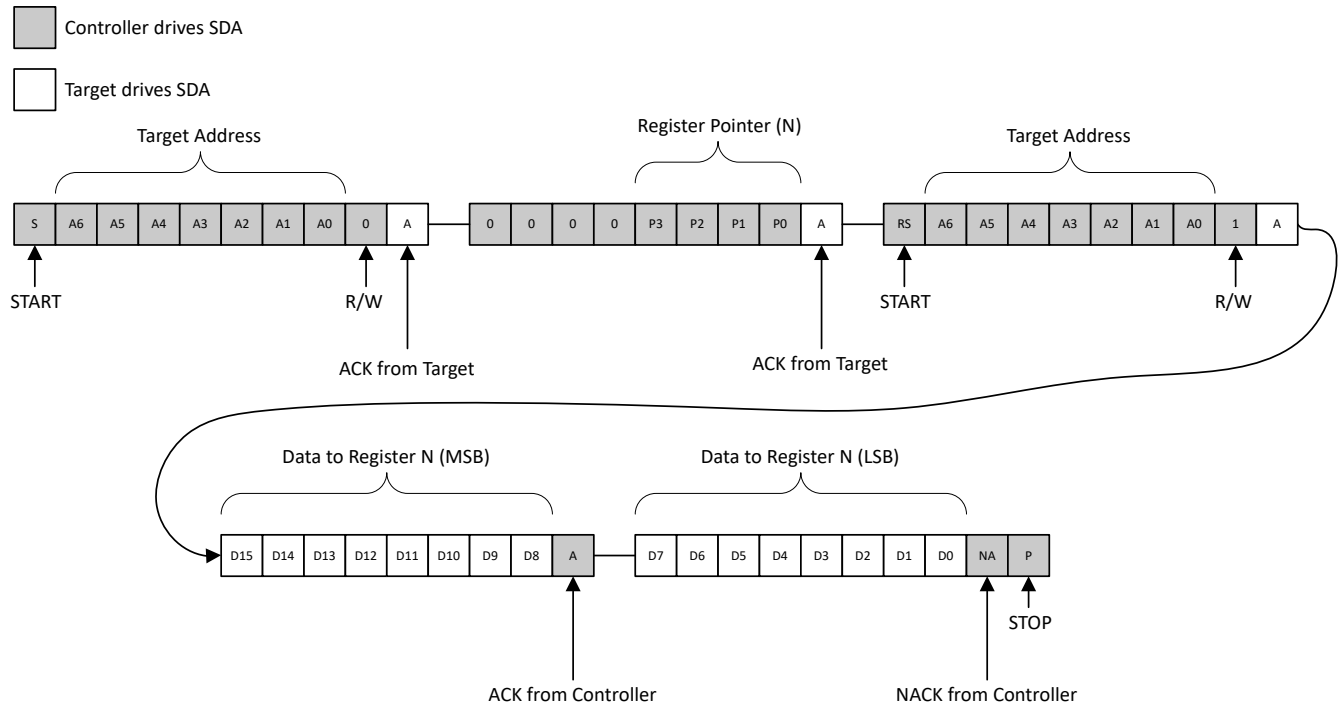 Controller drives SDA
Target drives SDA
Target Address
Register Pointer (N)
Target Address
S A6 A5 A4 A3 A2 A1 A0 0 A 0 0 0 0 P3 P2 P1 P0 A RS A6 A5 A4 A3 A2 A1 A0 1 A
START R/W START R/W
ACK from Target ACK from Target
Data to Register N (MSB) Data to Register N (LSB)
D15 D14 D13 D12 D11 D10 D9 D8 A D7 D6 D5 D4 D3 D2 D1 D0 NA P
STOP
ACK from Controller NACK from Controller